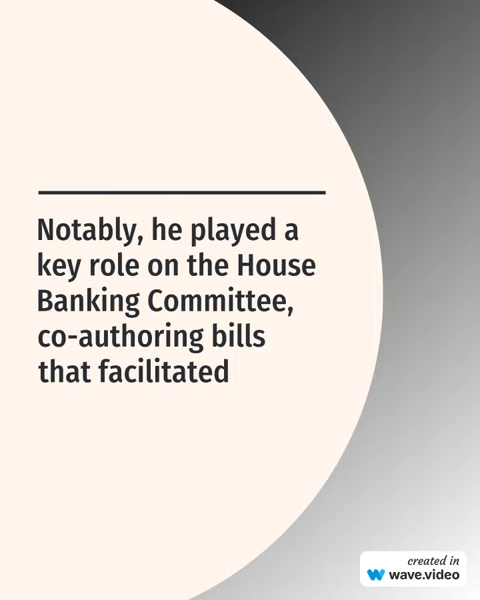 Notably, he played a
key role on the House
Banking Committee,
co-authoring bills
that facilitated
created in
wave.video